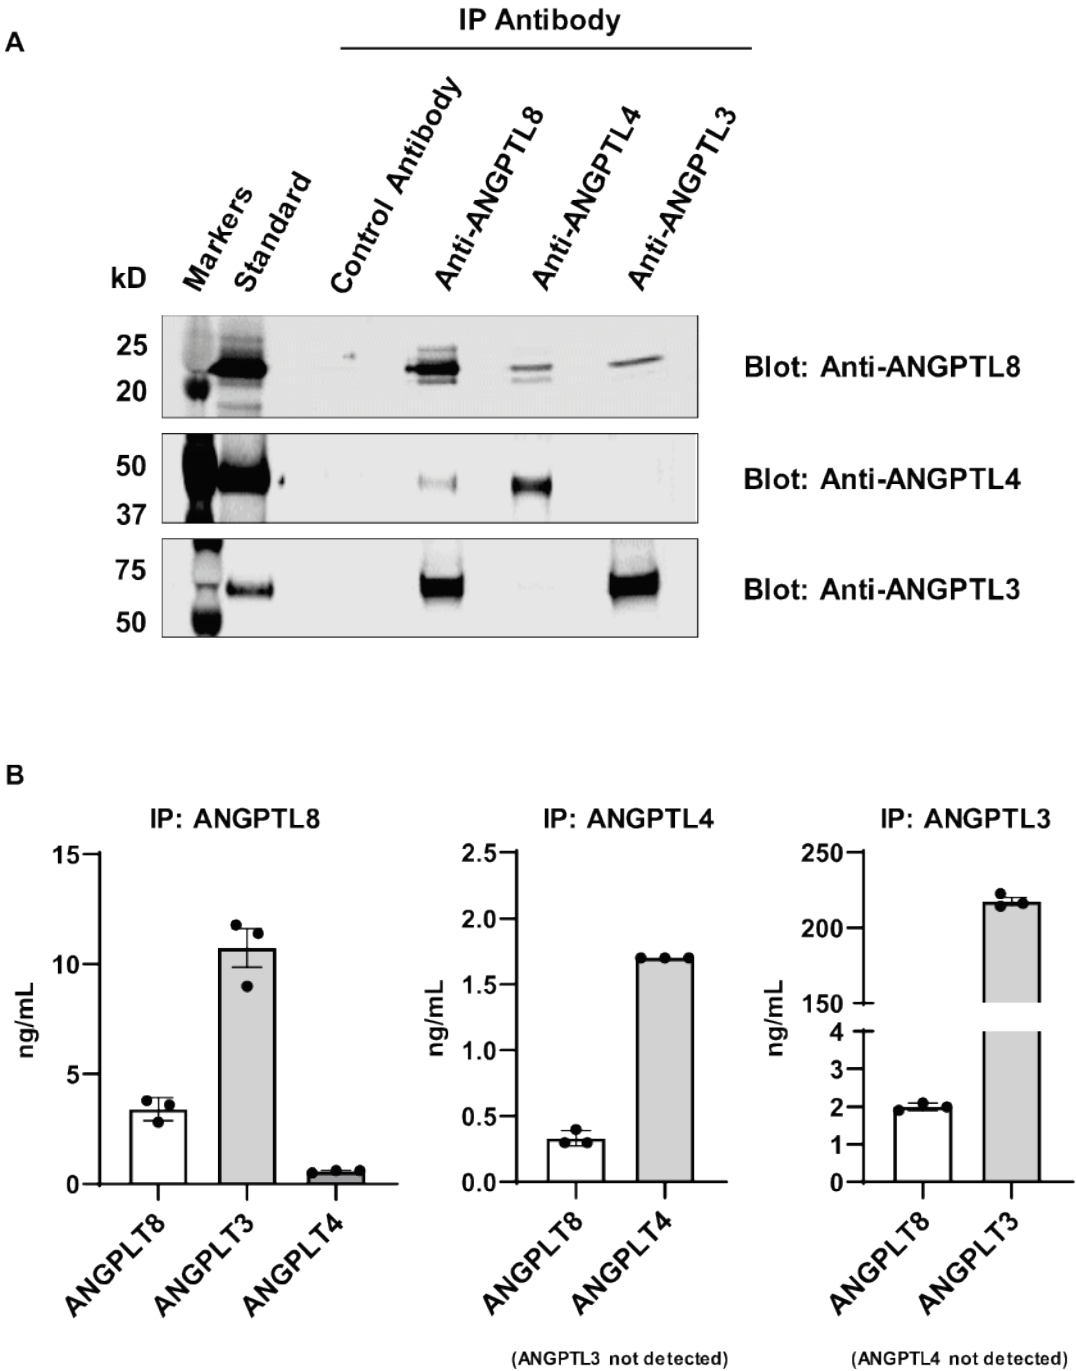 A
IP Antibody
Markers
Standard
Control Antibody
Anti-ANGPTL8
Anti-ANGPTL4
Anti-ANGPTL3
kD
25
20
Blot: Anti-ANGPTL8
50
37
Blot: Anti-ANGPTL4
75
50
Blot: Anti-ANGPTL3
B
IP: ANGPTL8
15
10
5
0
ng/mL
ANGPLT8
ANGPLT3
ANGPLT4
IP: ANGPTL4
2.5
2.0
1.5
1.0
0.5
0.0
ng/mL
ANGPLT8
ANGPLT4
(ANGPTL3 not detected)
IP: ANGPTL3
250
200
150
4
3
2
1
0
ng/mL
ANGPLT8
ANGPLT3
(ANGPTL4 not detected)